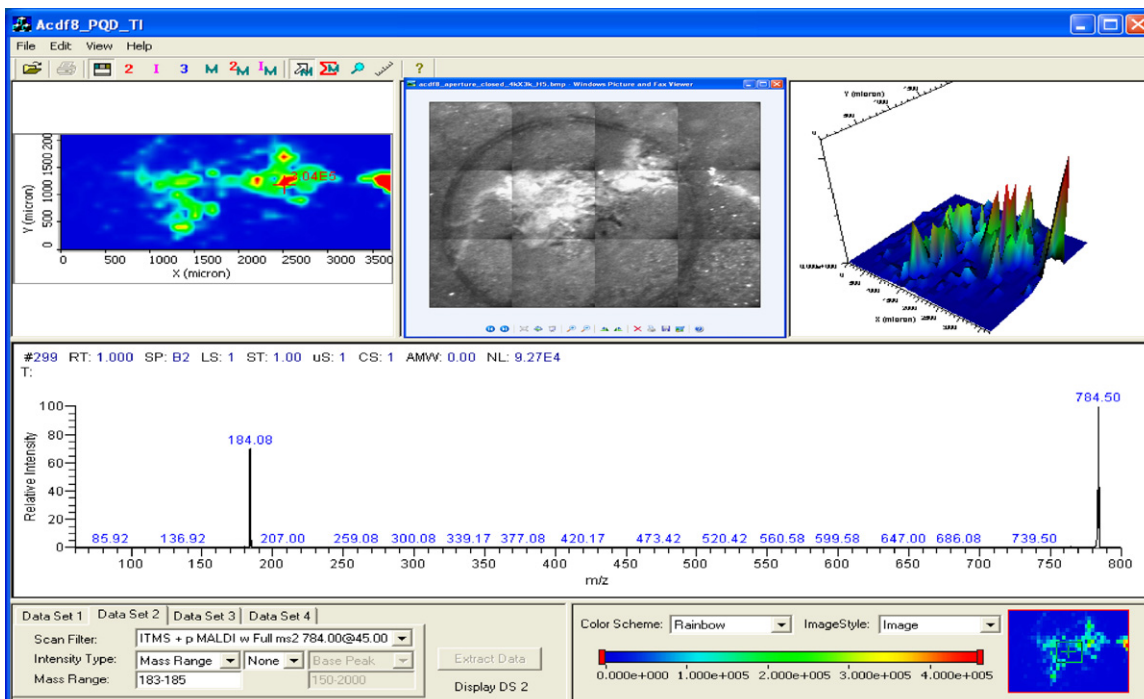 Acdf8_PQD_TI
File Edit View Help
2 I 3 M 2M IM ?
acdf8_aperture_closed_4kX3k_H5.bmp - Windows Picture and Fax Viewer
Y (micron)
0 500 1000 1500 200
3.04E5
0 500 1000 1500 2000 2500 3000 3500
X (micron)
Y (micron)
X (micron)
#299 RT: 1.000 SP: B2 LS: 1 ST: 1.00 uS: 1 CS: 1 AMW: 0.00 NL: 9.27E4
T:
Relative Intensity
100
80
60
40
20
0
784.50
184.08
85.92 136.92 207.00 259.08 300.08 339.17 377.08 420.17 473.42 520.42 560.58 599.58 647.00 686.08 739.50
100 150 200 250 300 350 400 450 500 550 600 650 700 750 800
m/z
Data Set 1 Data Set 2 Data Set 3 Data Set 4
Scan Filter: ITMS + p MALDI w Full ms2 784.00@45.00
Intensity Type: Mass Range None Base Peak
Mass Range: 183-185 150-2000
Extract Data
Display DS 2
Color Scheme: Rainbow ImageStyle: Image
0.000e+000 1.000e+005 2.000e+005 3.000e+005 4.000e+005